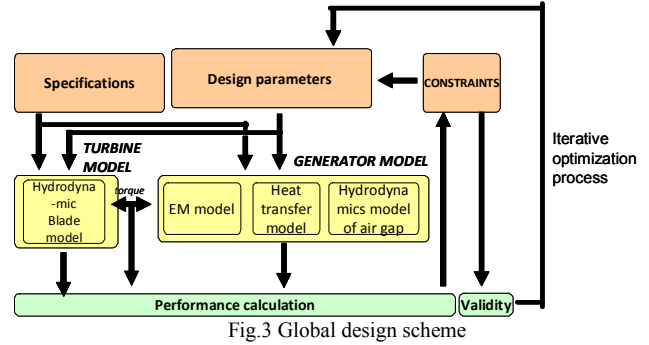 Specifications
Design parameters
CONSTRAINTS
Iterative
optimization
process
TURBINE
MODEL
GENERATOR MODEL
Hydrodyna
-mic
Blade
model
torque
EM model
Heat
transfer
model
Hydrodyna
mics model
of air gap
Performance calculation
Validity
Fig.3 Global design scheme